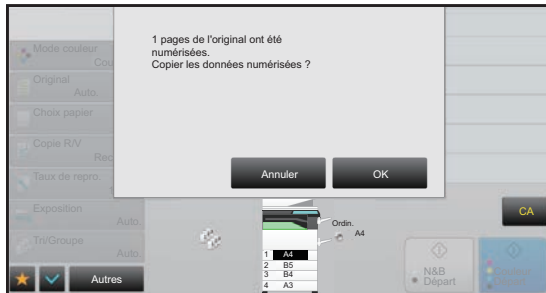 1 pages de l'original ont été
numérisées.
Copier les données numérisées ?
Annuler
OK
Mode couleur
Cou
Original
Auto.
Choix papier
Copie R/V
Rec
Taux de repro.
Exposition
Auto.
Tri/Groupe
Auto.
Autres
Ordin.
A4
1 A4
2 B5
3 B4
4 A3
CA
N&B
Départ